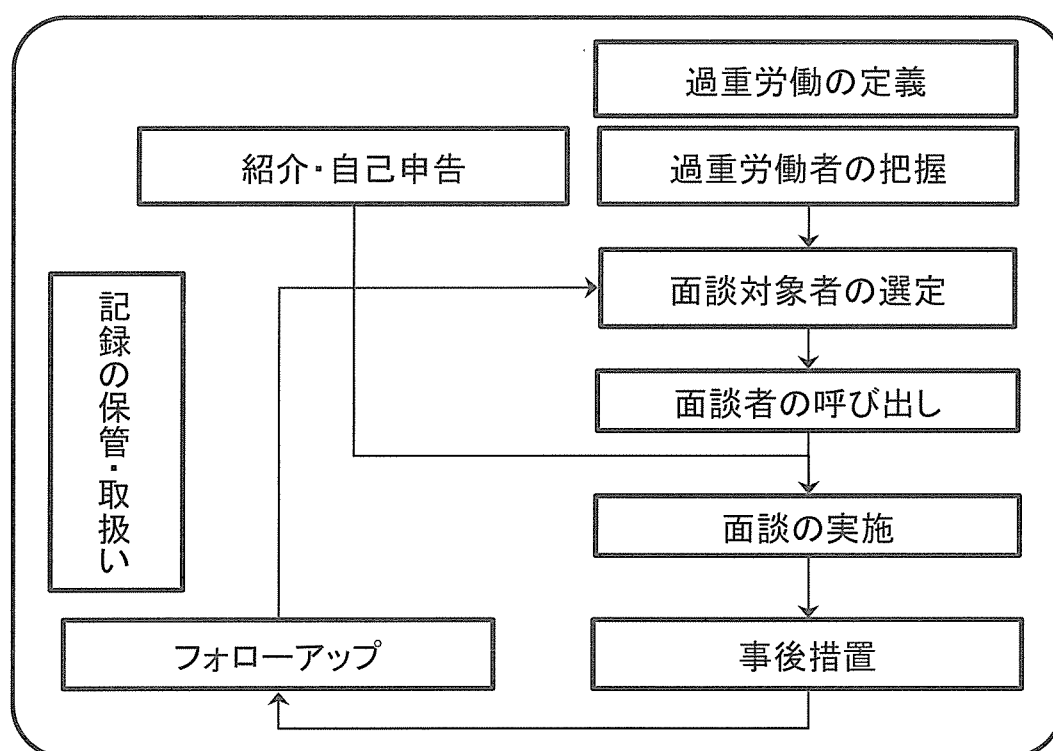 過重労働の定義
紹介・自己申告
過重労働者の把握
面談対象者の選定
記録の保管・取扱い
面談者の呼び出し
面談の実施
フォローアップ
事後措置